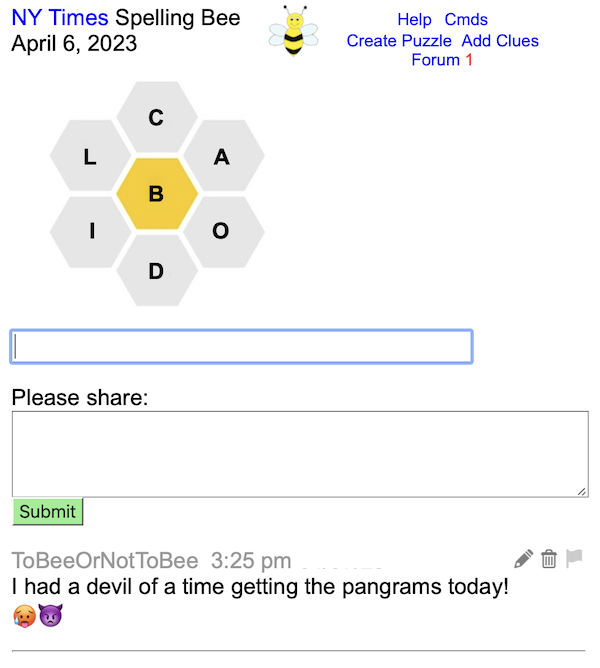 NY Times Spelling Bee
April 6, 2023
Help Cmds
Create Puzzle Add Clues
Forum 1
C
L A
B
I O
D
Please share:
Submit
ToBeeOrNotToBee 3:25 pm
I had a devil of a time getting the pangrams today!
🥵😈